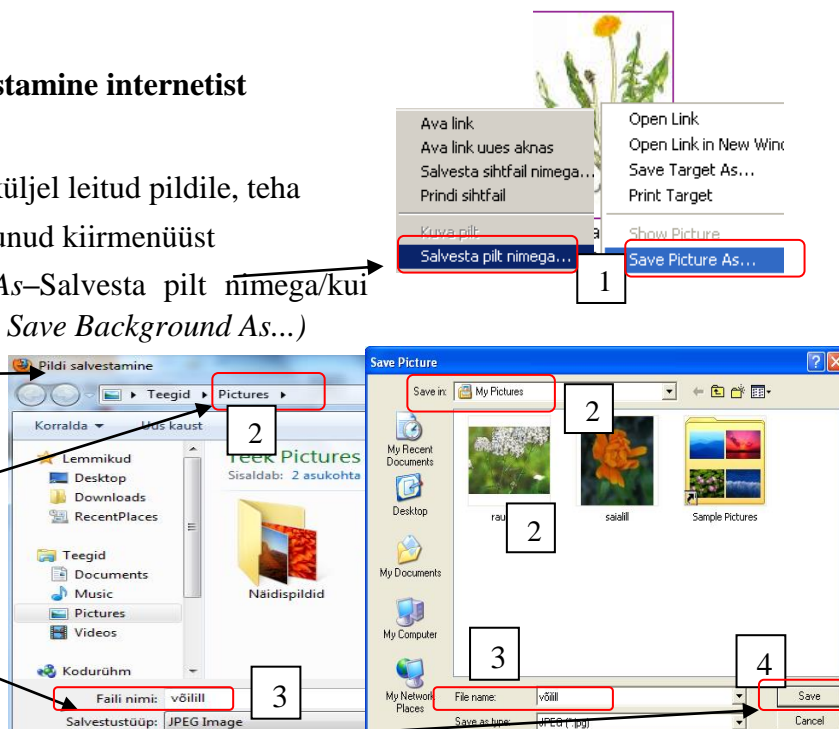 stamine internetist
üljel leitud pildile, teha
unud kiirmenüüst
As–Salvesta pilt nimega/kui
Save Background As...)
Ava link
Ava link uues aknas
Salvesta sihtfail nimega...
Prindi sihtfail
Kuva pilt
Salvesta pilt nimega...
Open Link
Open Link in New Wind
Save Target As...
Print Target
Show Picture
Save Picture As...
1
Pildi salvestamine
Teegid
Pictures
2
Korralda
Uus kaust
Lemmikud
Desktop
Downloads
RecentPlaces
Teegid
Documents
Music
Pictures
Videos
Kodurühm
Teek Pictures
Sisaldab: 2 asukohta
Näidispildid
Faili nimi: võilill
3
Salvestustüüp: JPEG Image
Save Picture
Save in: My Pictures
2
My Recent Documents
Desktop
My Documents
My Computer
My Network Places
rau
2
saialill
Sample Pictures
3
4
File name: võilill
Save
Save as type: JPEG (*.jpg)
Cancel